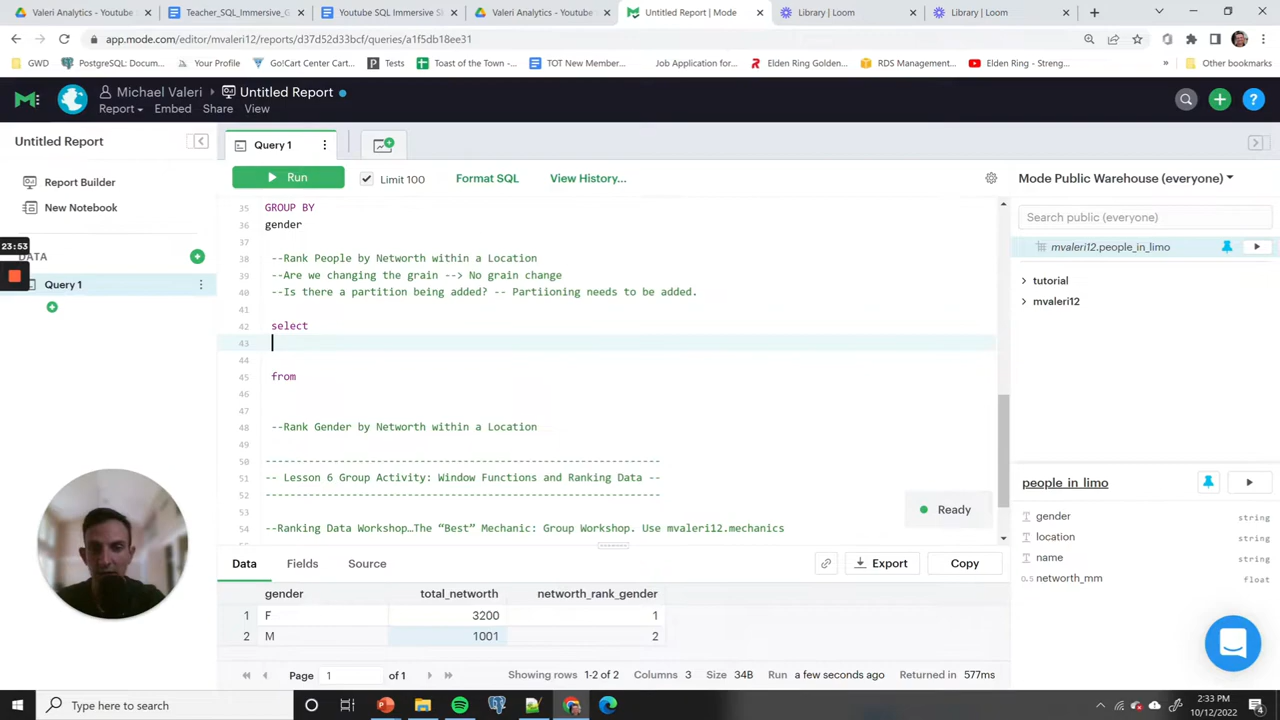 Valeri Analytics - Youtube S
Teacher_SQL_Immersive_G
Youtube SQL Immersive Sk
Valeri Analytics - Youtube
Untitled Report | Mode
Library | Loom
Library | Loom
app.mode.com/editor/mvaleri12/reports/d37d52d33bcf/queries/a1f5db18ee31
GWD
PostgreSQL: Docum...
Your Profile
Go!Cart Center Cart...
Tests
Toast of the Town -...
TOT New Member...
Job Application for...
Elden Ring Golden...
RDS Management...
Elden Ring - Streng...
»
Other bookmarks
Michael Valeri
Untitled Report
Report
Embed
Share
View
Untitled Report
Query 1
Report Builder
New Notebook
23:53
DATA
Query 1
Run
Limit 100
Format SQL
View History...
35 GROUP BY
36 gender
37
38 --Rank People by Networth within a Location
39 --Are we changing the grain --> No grain change
40 --Is there a partition being added? -- Partiioning needs to be added.
41
42 select
43
44
45 from
46
47
48 --Rank Gender by Networth within a Location
49
50 ----------------------------------------------------------------
51 -- Lesson 6 Group Activity: Window Functions and Ranking Data --
52 ----------------------------------------------------------------
53
54 --Ranking Data Workshop…The “Best” Mechanic: Group Workshop. Use mvaleri12.mechanics
Ready
Mode Public Warehouse (everyone)
Search public (everyone)
mvaleri12.people_in_limo
tutorial
mvaleri12
people_in_limo
gender string
location string
name string
0.5 networth_mm float
Data
Fields
Source
Export
Copy
gender total_networth networth_rank_gender
1 F 3200 1
2 M 1001 2
Page 1 of 1
Showing rows 1-2 of 2
Columns 3
Size 34B
Run a few seconds ago
Returned in 577ms
Type here to search
2:33 PM
10/12/2022
4